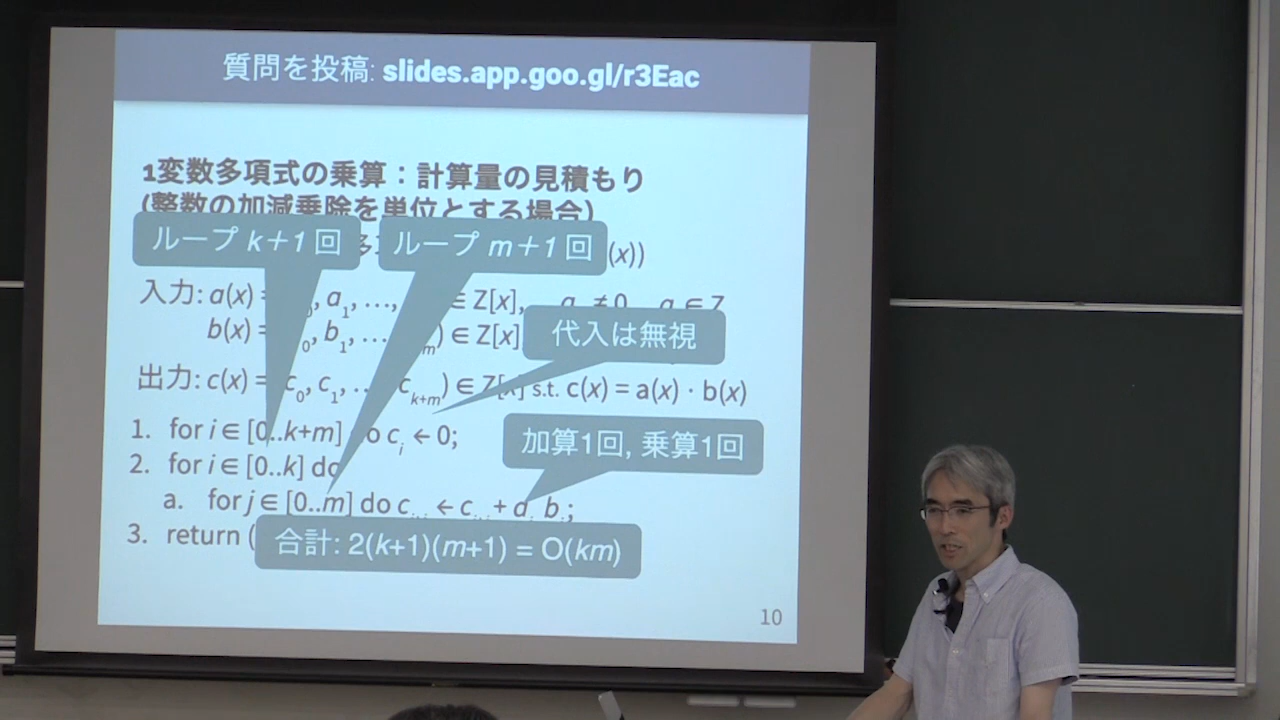 質問を投稿: slides.app.goo.gl/r3Eac
1変数多項式の乗算：計算量の見積もり
(整数の加減乗除を単位とする場合)
ループ k＋1 回
ループ m＋1 回
(x))
入力: a(x) = , a1, …, ∈ Z[x], a ≠ 0, a ∈ Z
b(x) = 0, b1, … m) ∈ Z[x]
代入は無視
出力: c(x) = c0, c1, … ck+m) ∈ Z[x] s.t. c(x) = a(x) · b(x)
1. for i ∈ [0..k+m] do ci ← 0;
加算1回, 乗算1回
2. for i ∈ [0..k] do
a. for j ∈ [0..m] do c ← c + a b ;
3. return (
合計: 2(k+1)(m+1) = O(km)
10